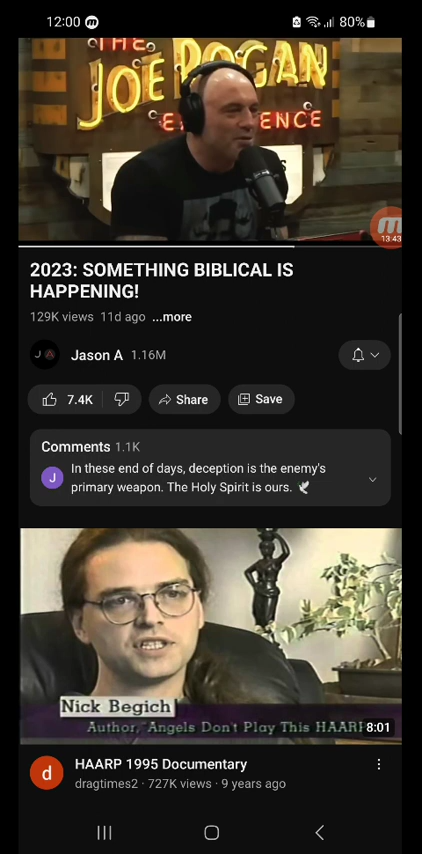 12:00
80%
THE
JOE ROGAN
E ENCE
13:43
2023: SOMETHING BIBLICAL IS
HAPPENING!
129K views 11d ago ...more
J A
Jason A 1.16M
7.4K
Share
Save
Comments 1.1K
J
In these end of days, deception is the enemy's
primary weapon. The Holy Spirit is ours. 🕊️
Nick Begich
Author, "Angels Don't Play This HAARP
8:01
d
HAARP 1995 Documentary
dragtimes2 · 727K views · 9 years ago